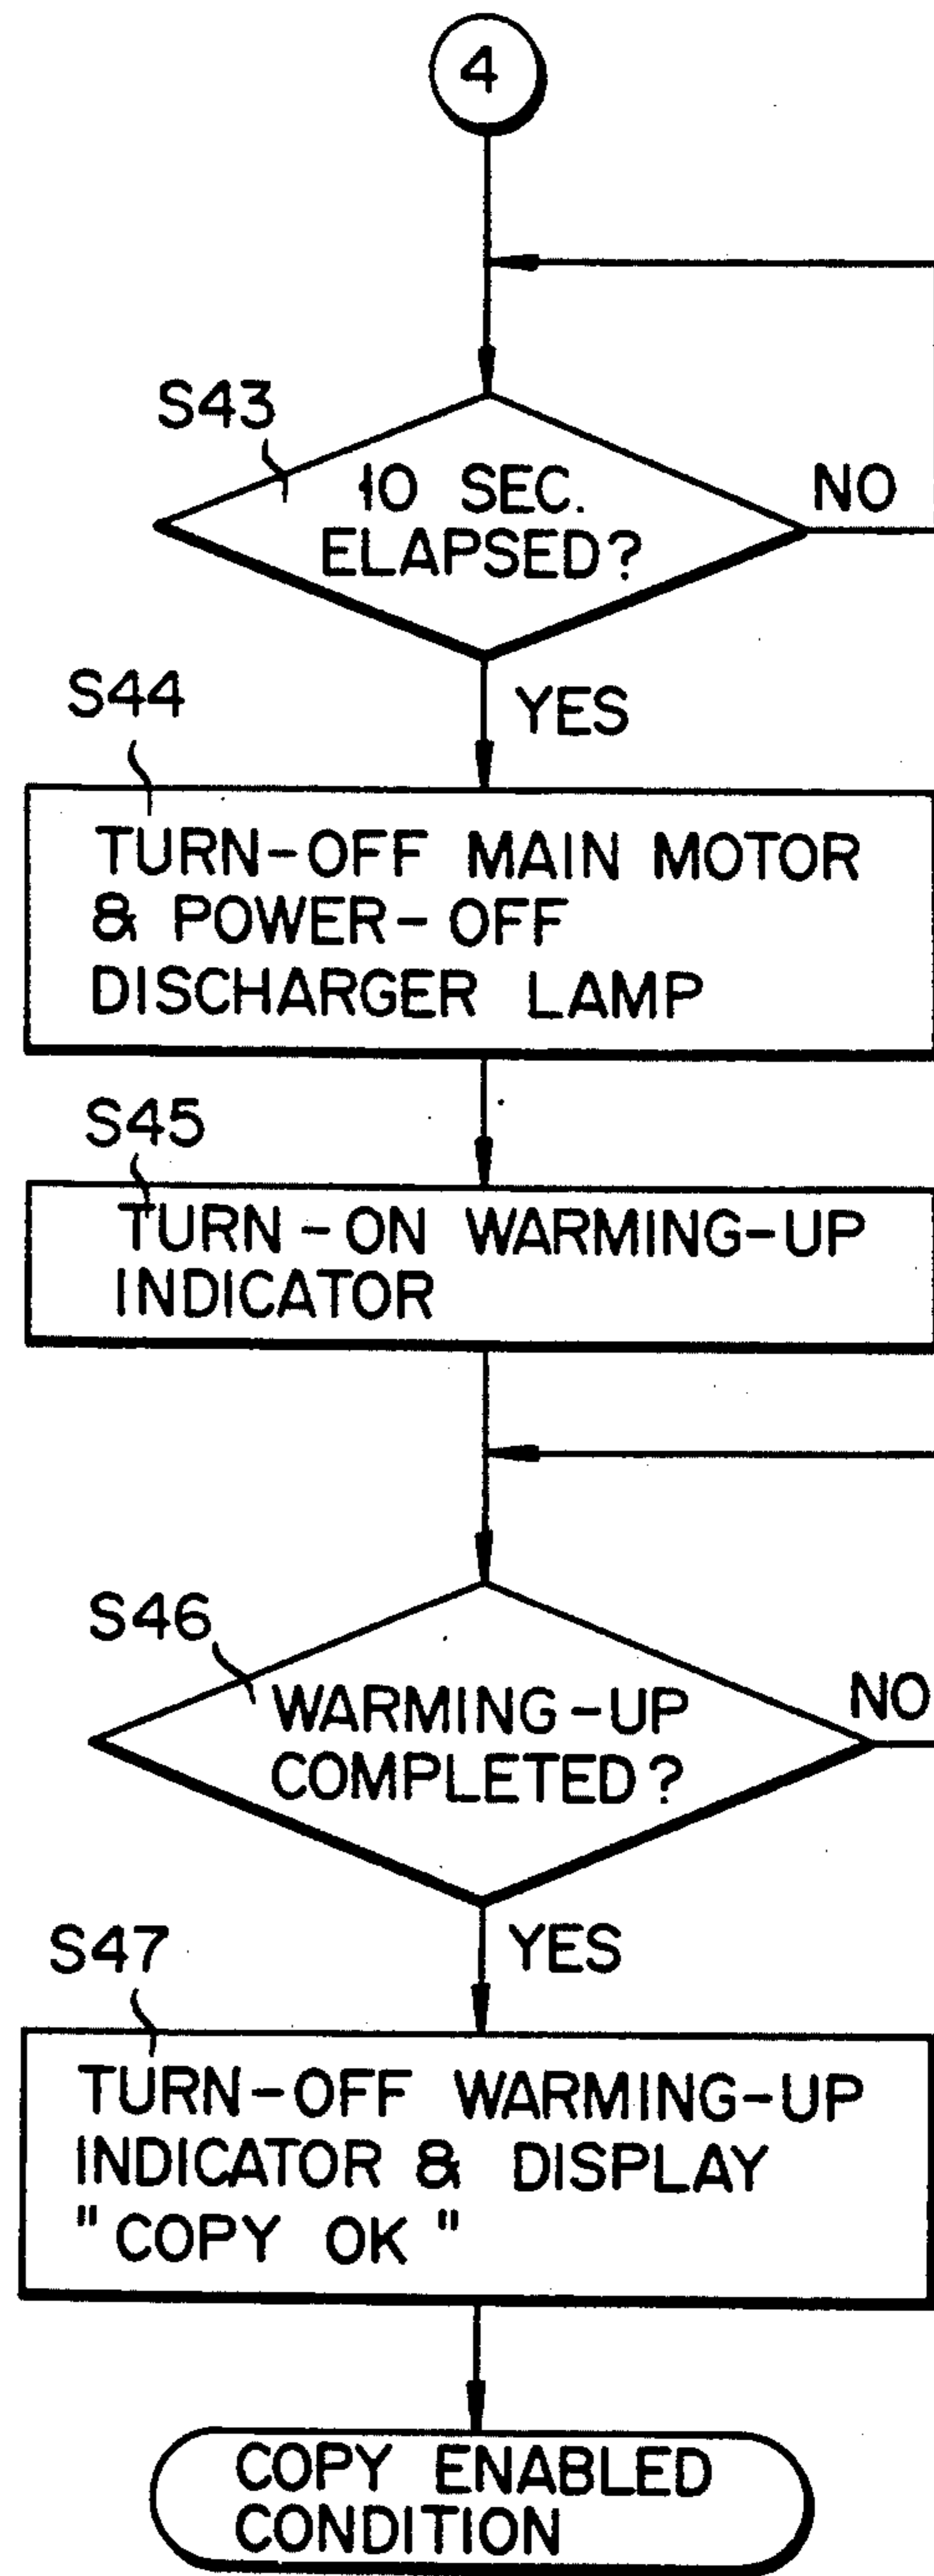 4
S43
10 SEC.
ELAPSED?
NO
YES
S44
TURN-OFF MAIN MOTOR
& POWER-OFF
DISCHARGER LAMP
S45
TURN-ON WARMING-UP
INDICATOR
S46
WARMING-UP
COMPLETED?
NO
YES
S47
TURN-OFF WARMING-UP
INDICATOR & DISPLAY
"COPY OK"
COPY ENABLED
CONDITION